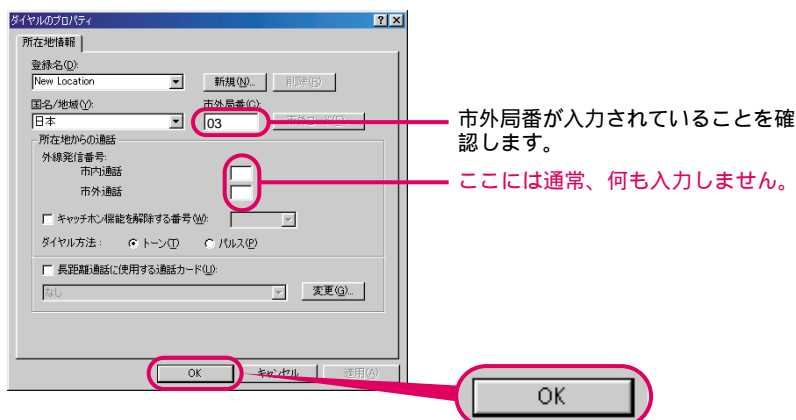 ダイヤルのプロパティ
所在地情報
登録名(D):
New Location 新規(N)... 削除(R)
国名/地域(Y): 市外局番(C):
日本 03 市外コード(E)...
市外局番が入力されていることを確
認します。
所在地からの通話
外線発信番号:
市内通話
市外通話
ここには通常、何も入力しません。
キャッチホン機能を解除する番号(W):
ダイヤル方法: トーン(T) パルス(P)
長距離通話に使用する通話カード(U):
なし 変更(G)...
OK キャンセル 適用(A)
OK